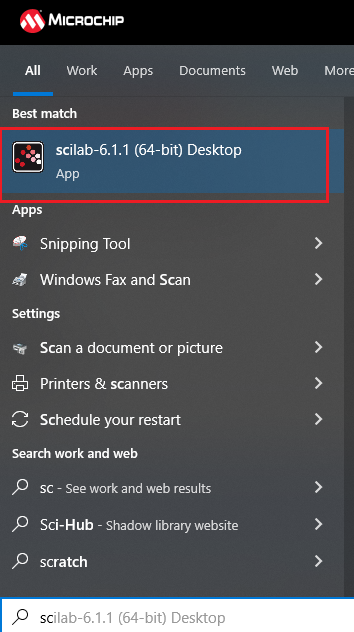 MICROCHIP
All Work Apps Documents Web More
Best match
scilab-6.1.1 (64-bit) Desktop
App
Apps
Snipping Tool
Windows Fax and Scan
Settings
Scan a document or picture
Printers & scanners
Schedule your restart
Search work and web
sc - See work and web results
Sci-Hub - Shadow library website
scratch
scilab-6.1.1 (64-bit) Desktop